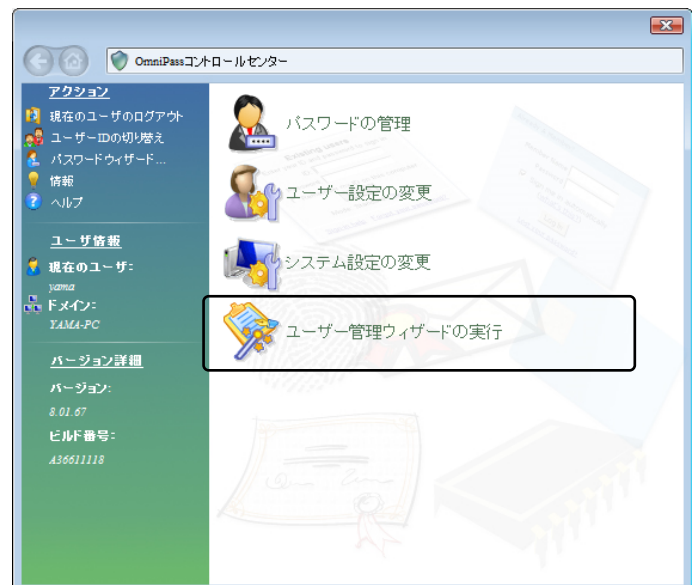 OmniPassコントロールセンター
アクション
現在のユーザのログアウト
ユーザーIDの切り替え
パスワードウィザード...
情報
ヘルプ
ユーザ情報
現在のユーザ:
yama
ドメイン:
YAMA-PC
バージョン詳細
バージョン:
8.01.67
ビルド番号:
A36611118
パスワードの管理
ユーザー設定の変更
システム設定の変更
ユーザー管理ウィザードの実行